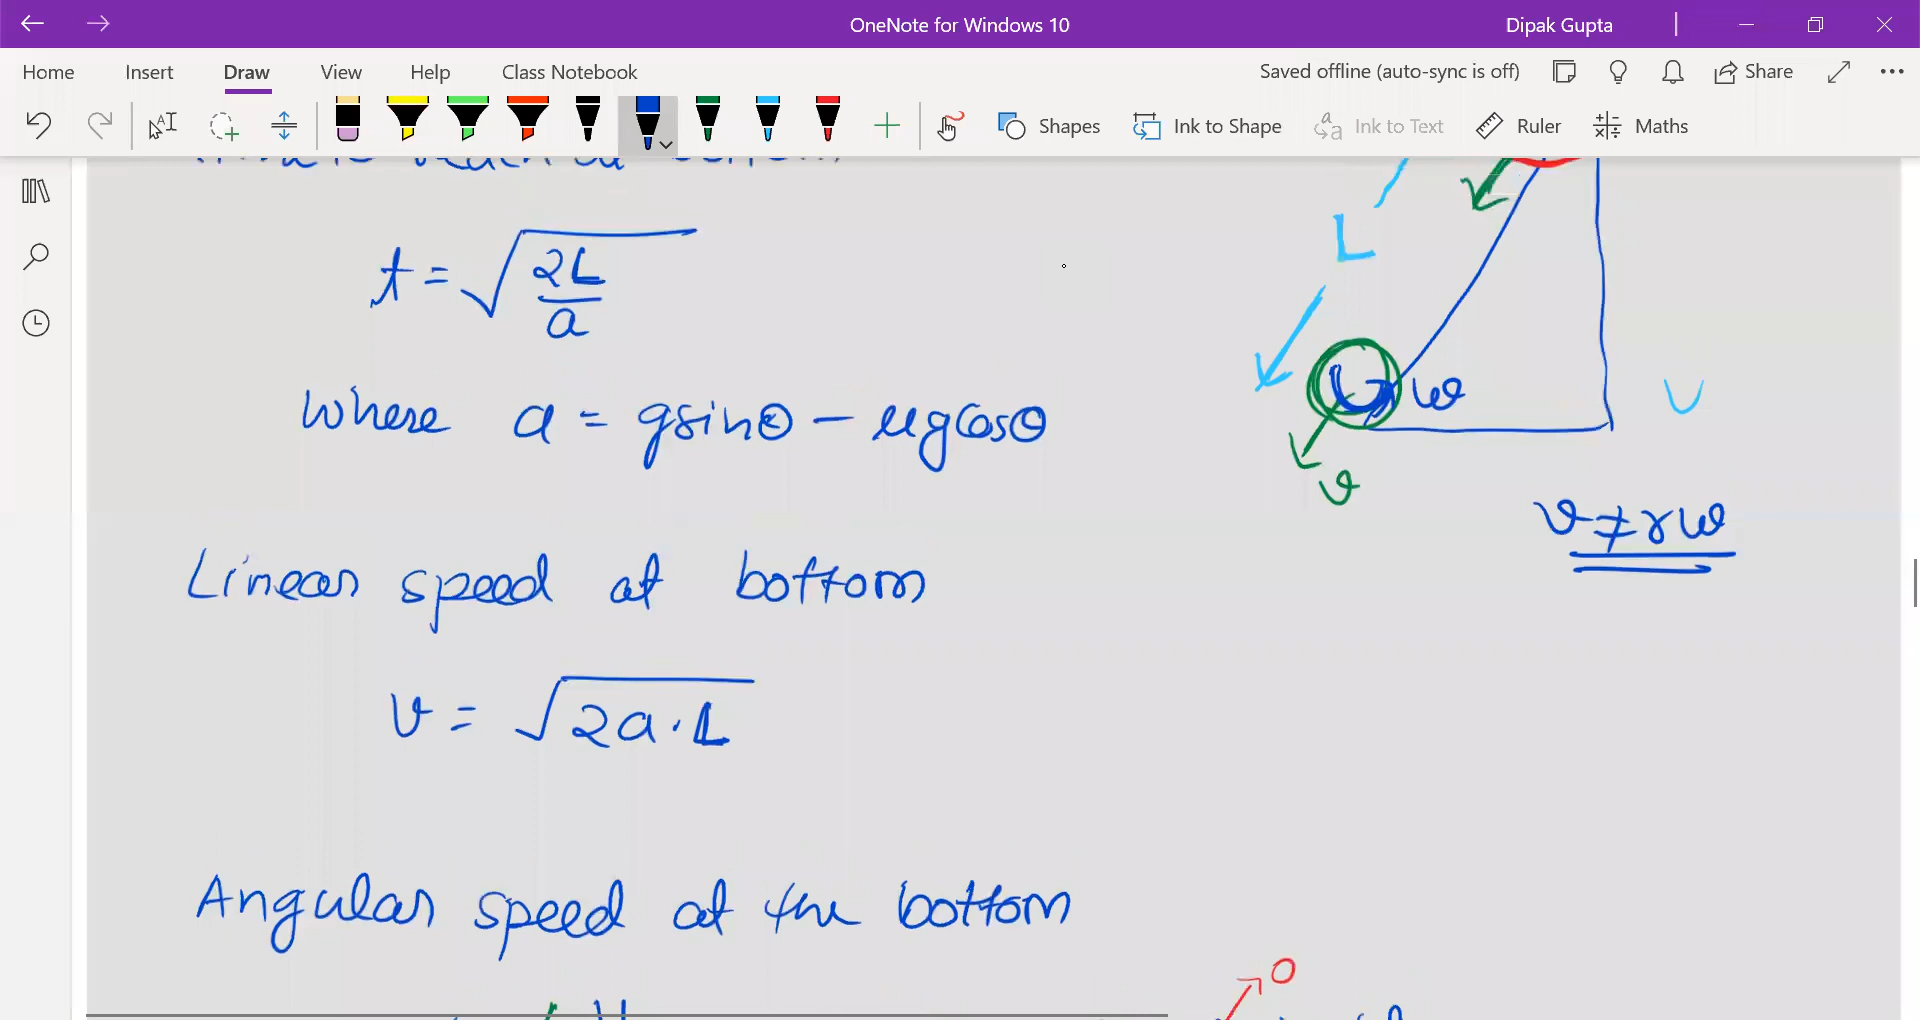 OneNote for Windows 10
Dipak Gupta
Home Insert Draw View Help Class Notebook
Saved offline (auto-sync is off) Share
Shapes Ink to Shape Ink to Text Ruler Maths
t = √(2L/a)
L
where a = gsinθ − μgcosθ
ω
v
v ≠ rω
Linear speed at bottom
v = √(2a·L)
Angular speed at the bottom
0